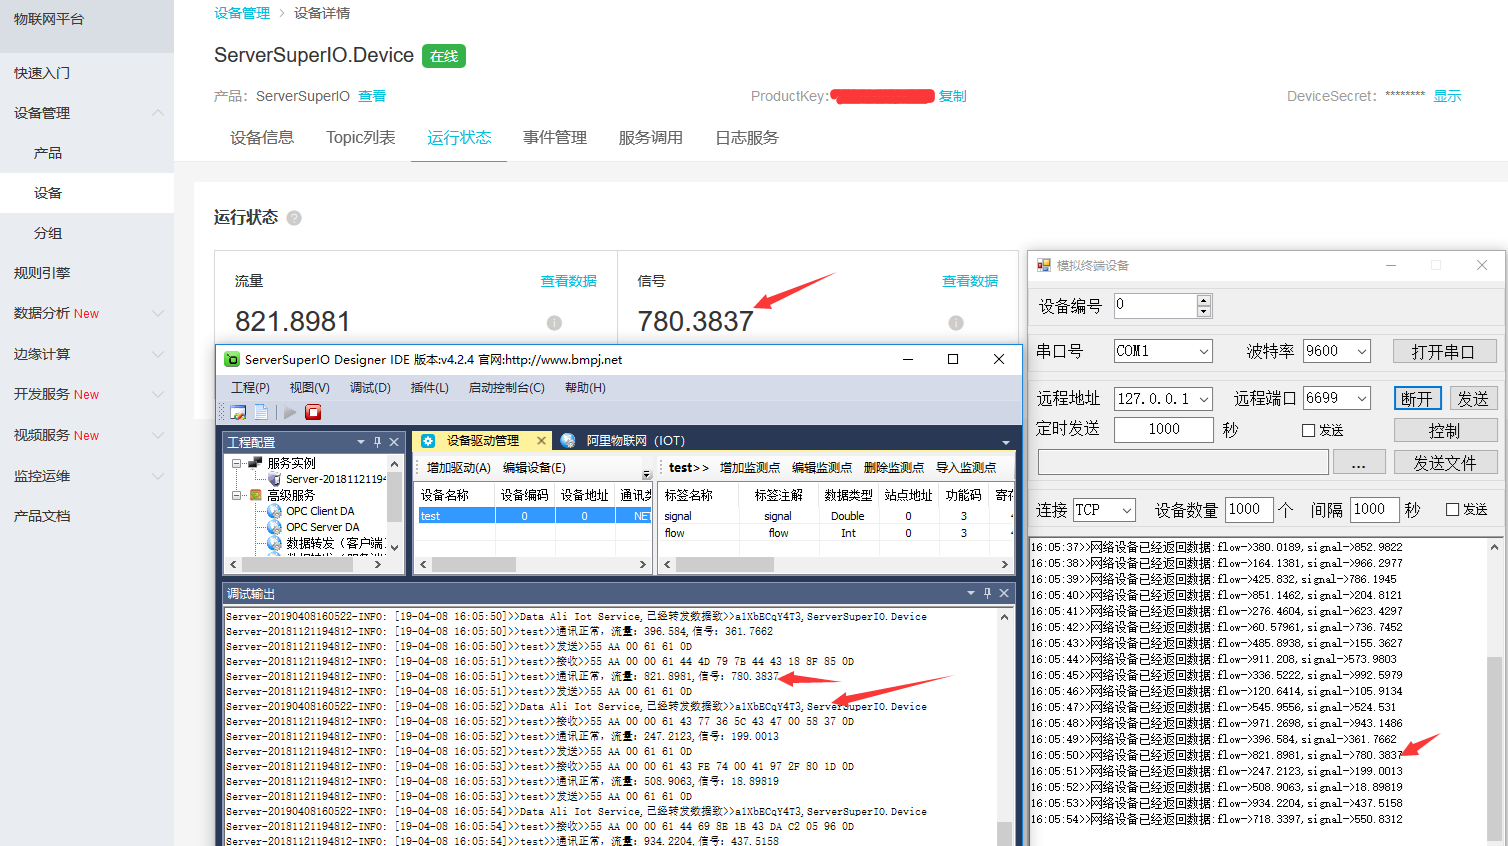 物联网平台
快速入门
设备管理
产品
设备
分组
规则引擎
数据分析 New
边缘计算
开发服务 New
视频服务 New
监控运维
产品文档
设备管理 > 设备详情
ServerSuperIO.Device 在线
产品：ServerSuperIO 查看
ProductKey: 复制
DeviceSecret：******** 显示
设备信息 Topic列表 运行状态 事件管理 服务调用 日志服务
运行状态 ?
流量 查看数据
821.8981
信号 查看数据
780.3837
ServerSuperIO Designer IDE 版本:v4.2.4 官网:http://www.bmpj.net
工程(P) 视图(V) 调试(D) 插件(L) 启动控制台(C) 帮助(H)
工程配置
服务实例
Server-20181121194
高级服务
OPC Client DA
OPC Server DA
数据转发（客户端
设备驱动管理 阿里物联网（IOT）
增加驱动(A) 编辑设备(E)
设备名称 设备编码 设备地址 通讯类
test 0 0 NET
test>> 增加监测点 编辑监测点 删除监测点 导入监测点
标签名称 标签注解 数据类型 站点地址 功能码 寄存
signal signal Double 0 3
flow flow Int 0 3
调试输出
Server-20190408160522-INFO: [19-04-08 16:05:50]>>Data Ali Iot Service,已经转发数据致>>a1XbECqY4T3,ServerSuperIO.Device
Server-20181121194812-INFO: [19-04-08 16:05:50]>>test>>通讯正常，流量：396.584,信号：361.7662
Server-20181121194812-INFO: [19-04-08 16:05:50]>>test>>发送>>55 AA 00 61 61 0D
Server-20181121194812-INFO: [19-04-08 16:05:51]>>test>>接收>>55 AA 00 00 61 44 4D 79 7B 44 43 18 8F 85 0D
Server-20181121194812-INFO: [19-04-08 16:05:51]>>test>>通讯正常，流量：821.8981,信号：780.3837
Server-20181121194812-INFO: [19-04-08 16:05:51]>>test>>发送>>55 AA 00 61 61 0D
Server-20190408160522-INFO: [19-04-08 16:05:52]>>Data Ali Iot Service,已经转发数据致>>a1XbECqY4T3,ServerSuperIO.Device
Server-20181121194812-INFO: [19-04-08 16:05:52]>>test>>接收>>55 AA 00 00 61 43 77 36 5C 43 47 00 58 37 0D
Server-20181121194812-INFO: [19-04-08 16:05:52]>>test>>通讯正常，流量：247.2123,信号：199.0013
Server-20181121194812-INFO: [19-04-08 16:05:52]>>test>>发送>>55 AA 00 61 61 0D
Server-20181121194812-INFO: [19-04-08 16:05:53]>>test>>接收>>55 AA 00 00 61 43 FE 74 00 41 97 2F 80 1D 0D
Server-20181121194812-INFO: [19-04-08 16:05:53]>>test>>通讯正常，流量：508.9063,信号：18.89819
Server-20181121194812-INFO: [19-04-08 16:05:53]>>test>>发送>>55 AA 00 61 61 0D
Server-20190408160522-INFO: [19-04-08 16:05:54]>>Data Ali Iot Service,已经转发数据致>>a1XbECqY4T3,ServerSuperIO.Device
Server-20181121194812-INFO: [19-04-08 16:05:54]>>test>>接收>>55 AA 00 00 61 44 69 8E 1B 43 DA C2 05 96 0D
Server-20181121194812-INFO: [19-04-08 16:05:54]>>test>>通讯正常，流量：934.2204,信号：437.5158
模拟终端设备
设备编号 0
串口号 COM1 波特率 9600 打开串口
远程地址 127.0.0.1 远程端口 6699 断开 发送
定时发送 1000 秒 发送 控制
... 发送文件
连接 TCP 设备数量 1000 个 间隔 1000 秒 发送
16:05:37>>网络设备已经返回数据:flow->380.0189,signal->852.9822
16:05:38>>网络设备已经返回数据:flow->164.1381,signal->966.2977
16:05:39>>网络设备已经返回数据:flow->425.832,signal->786.1945
16:05:40>>网络设备已经返回数据:flow->851.1462,signal->204.8121
16:05:41>>网络设备已经返回数据:flow->276.4604,signal->623.4297
16:05:42>>网络设备已经返回数据:flow->60.57961,signal->736.7452
16:05:43>>网络设备已经返回数据:flow->485.8938,signal->155.3627
16:05:44>>网络设备已经返回数据:flow->911.208,signal->573.9803
16:05:45>>网络设备已经返回数据:flow->336.5222,signal->992.5979
16:05:46>>网络设备已经返回数据:flow->120.6414,signal->105.9134
16:05:47>>网络设备已经返回数据:flow->545.9556,signal->524.531
16:05:48>>网络设备已经返回数据:flow->971.2698,signal->943.1486
16:05:49>>网络设备已经返回数据:flow->396.584,signal->361.7662
16:05:50>>网络设备已经返回数据:flow->821.8981,signal->780.3837
16:05:51>>网络设备已经返回数据:flow->247.2123,signal->199.0013
16:05:52>>网络设备已经返回数据:flow->508.9063,signal->18.89819
16:05:53>>网络设备已经返回数据:flow->934.2204,signal->437.5158
16:05:54>>网络设备已经返回数据:flow->718.3397,signal->550.8312